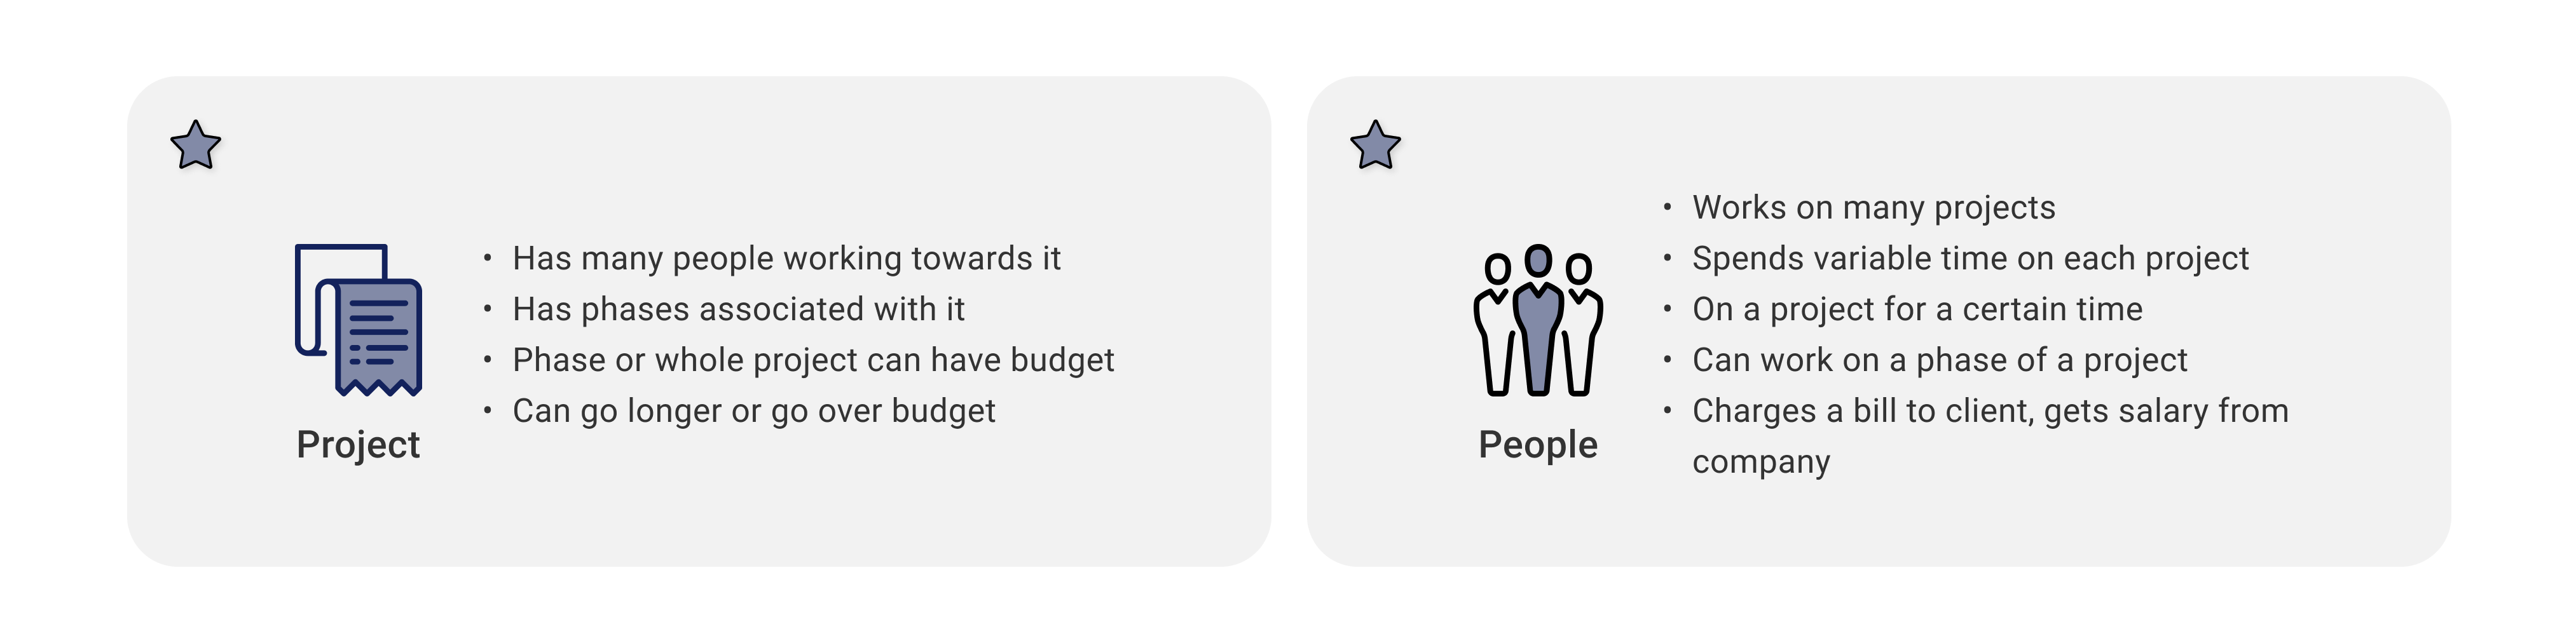 Project
• Has many people working towards it
• Has phases associated with it
• Phase or whole project can have budget
• Can go longer or go over budget
People
• Works on many projects
• Spends variable time on each project
• On a project for a certain time
• Can work on a phase of a project
• Charges a bill to client, gets salary from
company